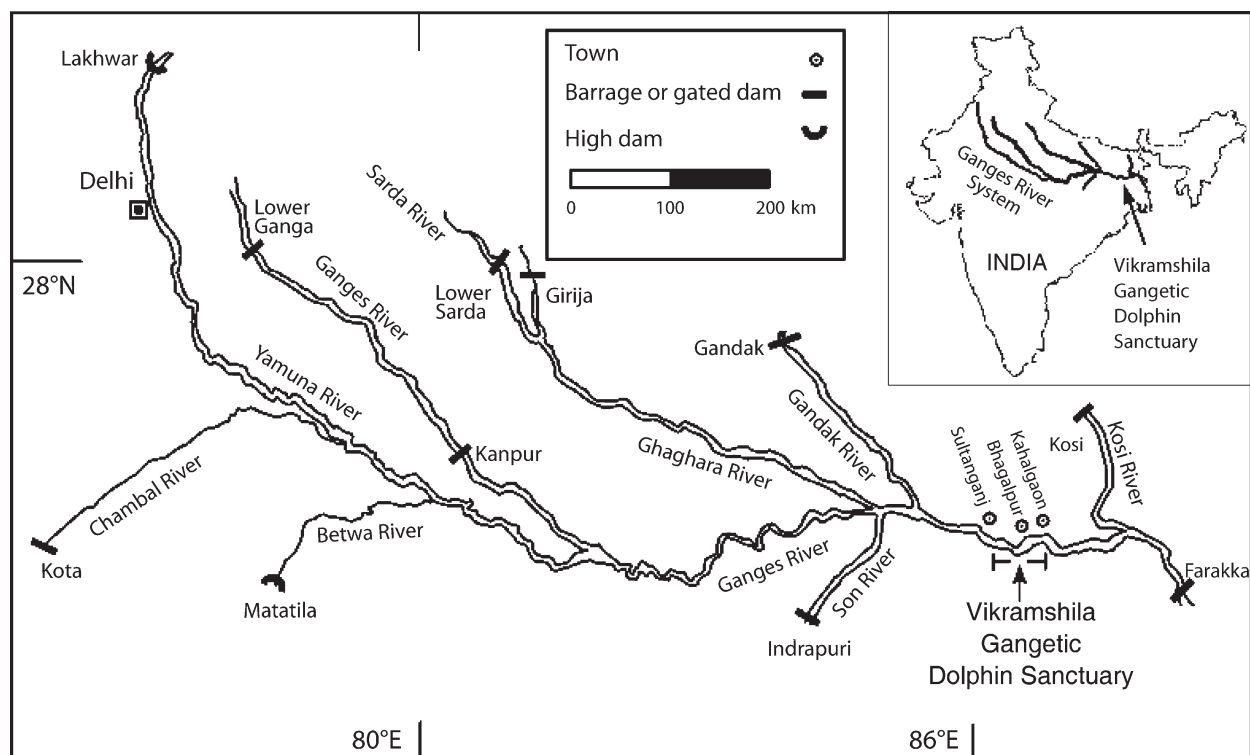 Lakhwar
Delhi
28°N
Lower
Ganga
Ganges River
Sarda River
Lower
Sarda
Girija
Town
Barrage or gated dam
High dam
0 100 200 km
Ganges River
System
INDIA
Vikramshila
Gangetic
Dolphin
Sanctuary
Yamuna River
Chambal River
Kota
Betwa River
Matatila
Kanpur
Ghaghara River
Gandak
Gandak River
Ganges River
Son River
Indrapuri
Sultanganj
Bhagalpur
Kahalgaon
Kosi
Kosi River
Farakka
Vikramshila
Gangetic
Dolphin Sanctuary
80°E
86°E